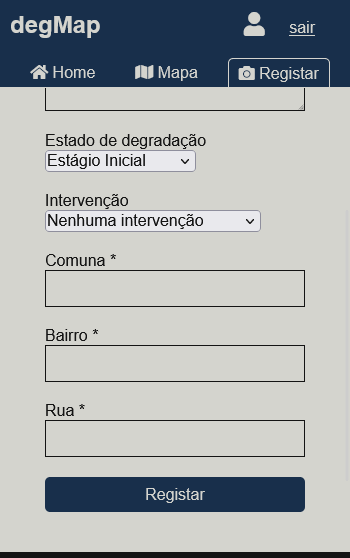 degMap
sair
Home
Mapa
Registar
Estado de degradação
Estágio Inicial
Intervenção
Nenhuma intervenção
Comuna *
Bairro *
Rua *
Registar